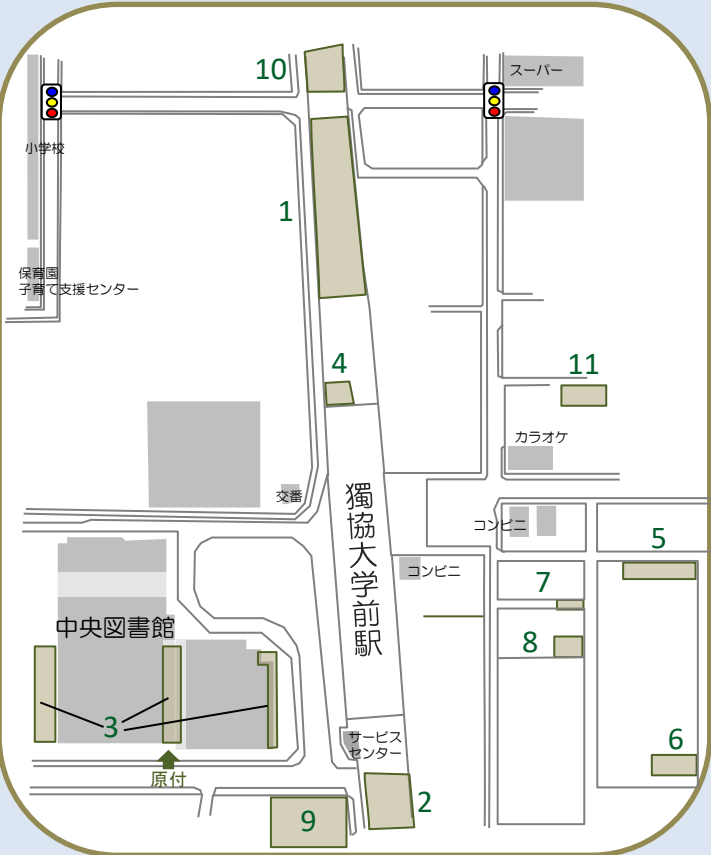 10
スーパー
小学校
1
保育園
子育て支援センター
4
11
カラオケ
交番
獨協大学前駅
コンビニ
5
コンビニ
7
中央図書館
8
3
サービス
センター
6
原付
2
9